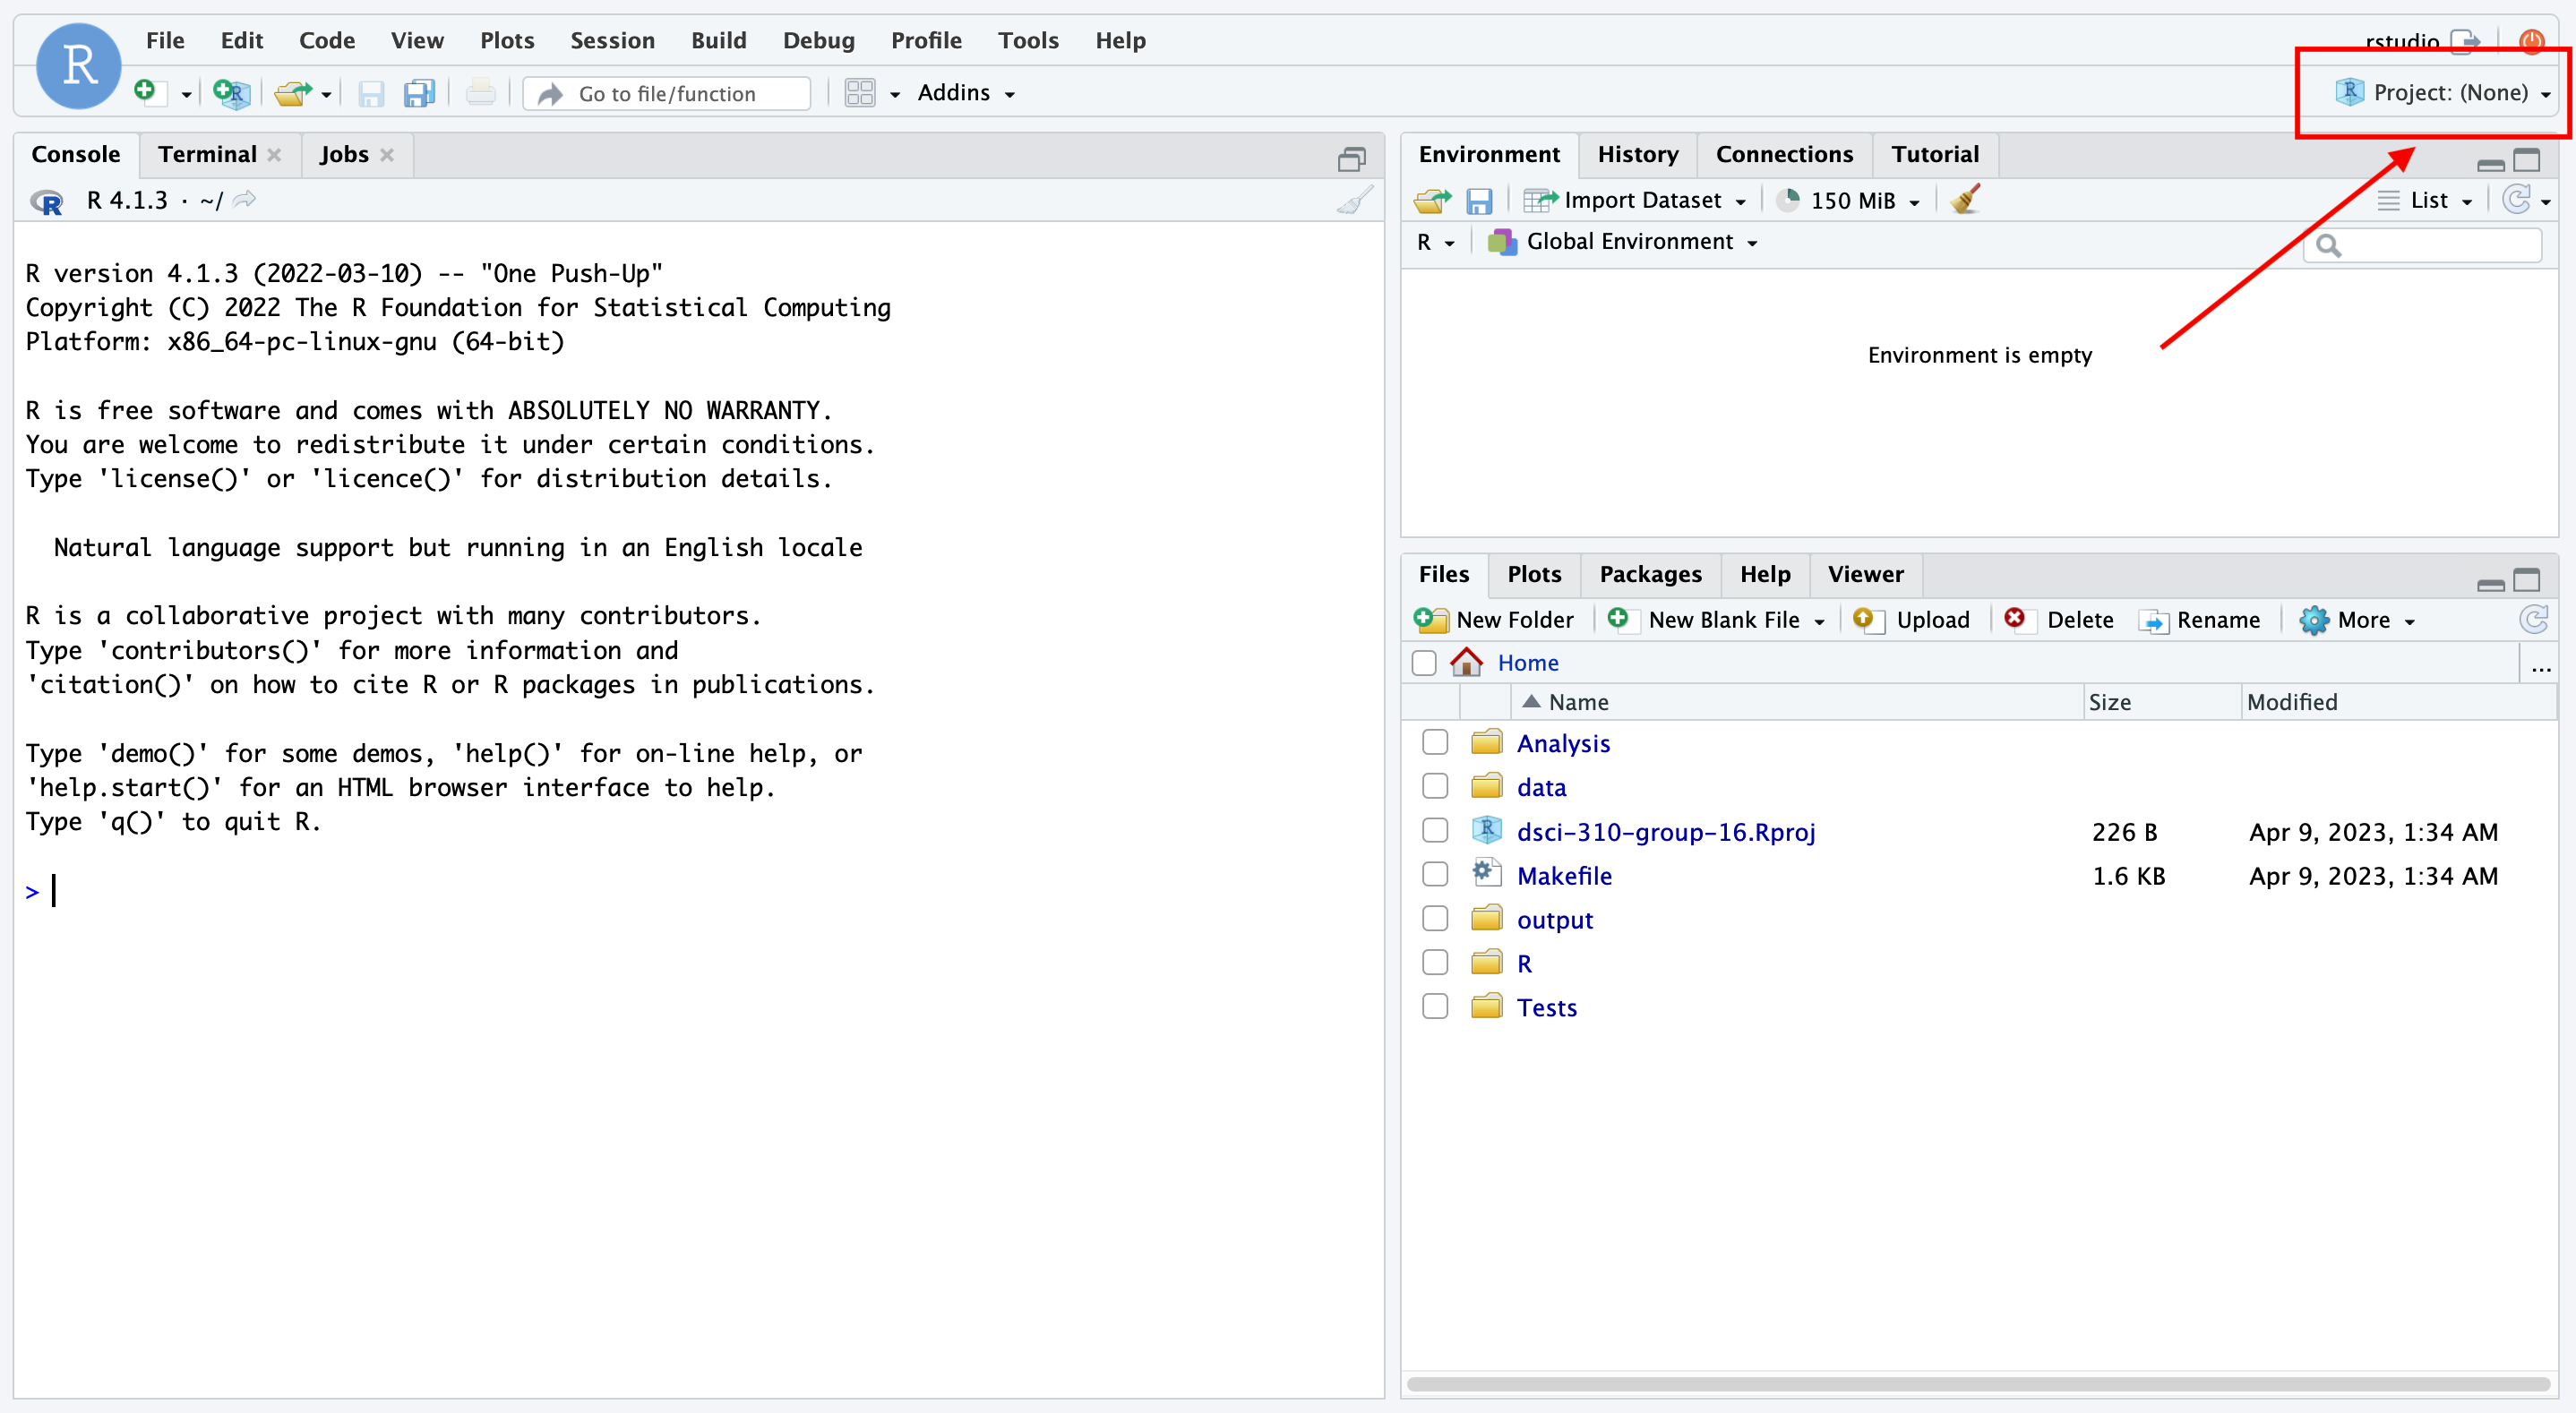 R
File Edit Code View Plots Session Build Debug Profile Tools Help
rstudio
Go to file/function
Addins
Project: (None)
Console Terminal Jobs
R 4.1.3 · ~/
R version 4.1.3 (2022-03-10) -- "One Push-Up"
Copyright (C) 2022 The R Foundation for Statistical Computing
Platform: x86_64-pc-linux-gnu (64-bit)
R is free software and comes with ABSOLUTELY NO WARRANTY.
You are welcome to redistribute it under certain conditions.
Type 'license()' or 'licence()' for distribution details.
Natural language support but running in an English locale
R is a collaborative project with many contributors.
Type 'contributors()' for more information and
'citation()' on how to cite R or R packages in publications.
Type 'demo()' for some demos, 'help()' for on-line help, or
'help.start()' for an HTML browser interface to help.
Type 'q()' to quit R.
>
Environment History Connections Tutorial
Import Dataset 150 MiB List
R Global Environment
Environment is empty
Files Plots Packages Help Viewer
New Folder New Blank File Upload Delete Rename More
Home ...
Name Size Modified
Analysis
data
dsci-310-group-16.Rproj 226 B Apr 9, 2023, 1:34 AM
Makefile 1.6 KB Apr 9, 2023, 1:34 AM
output
R
Tests